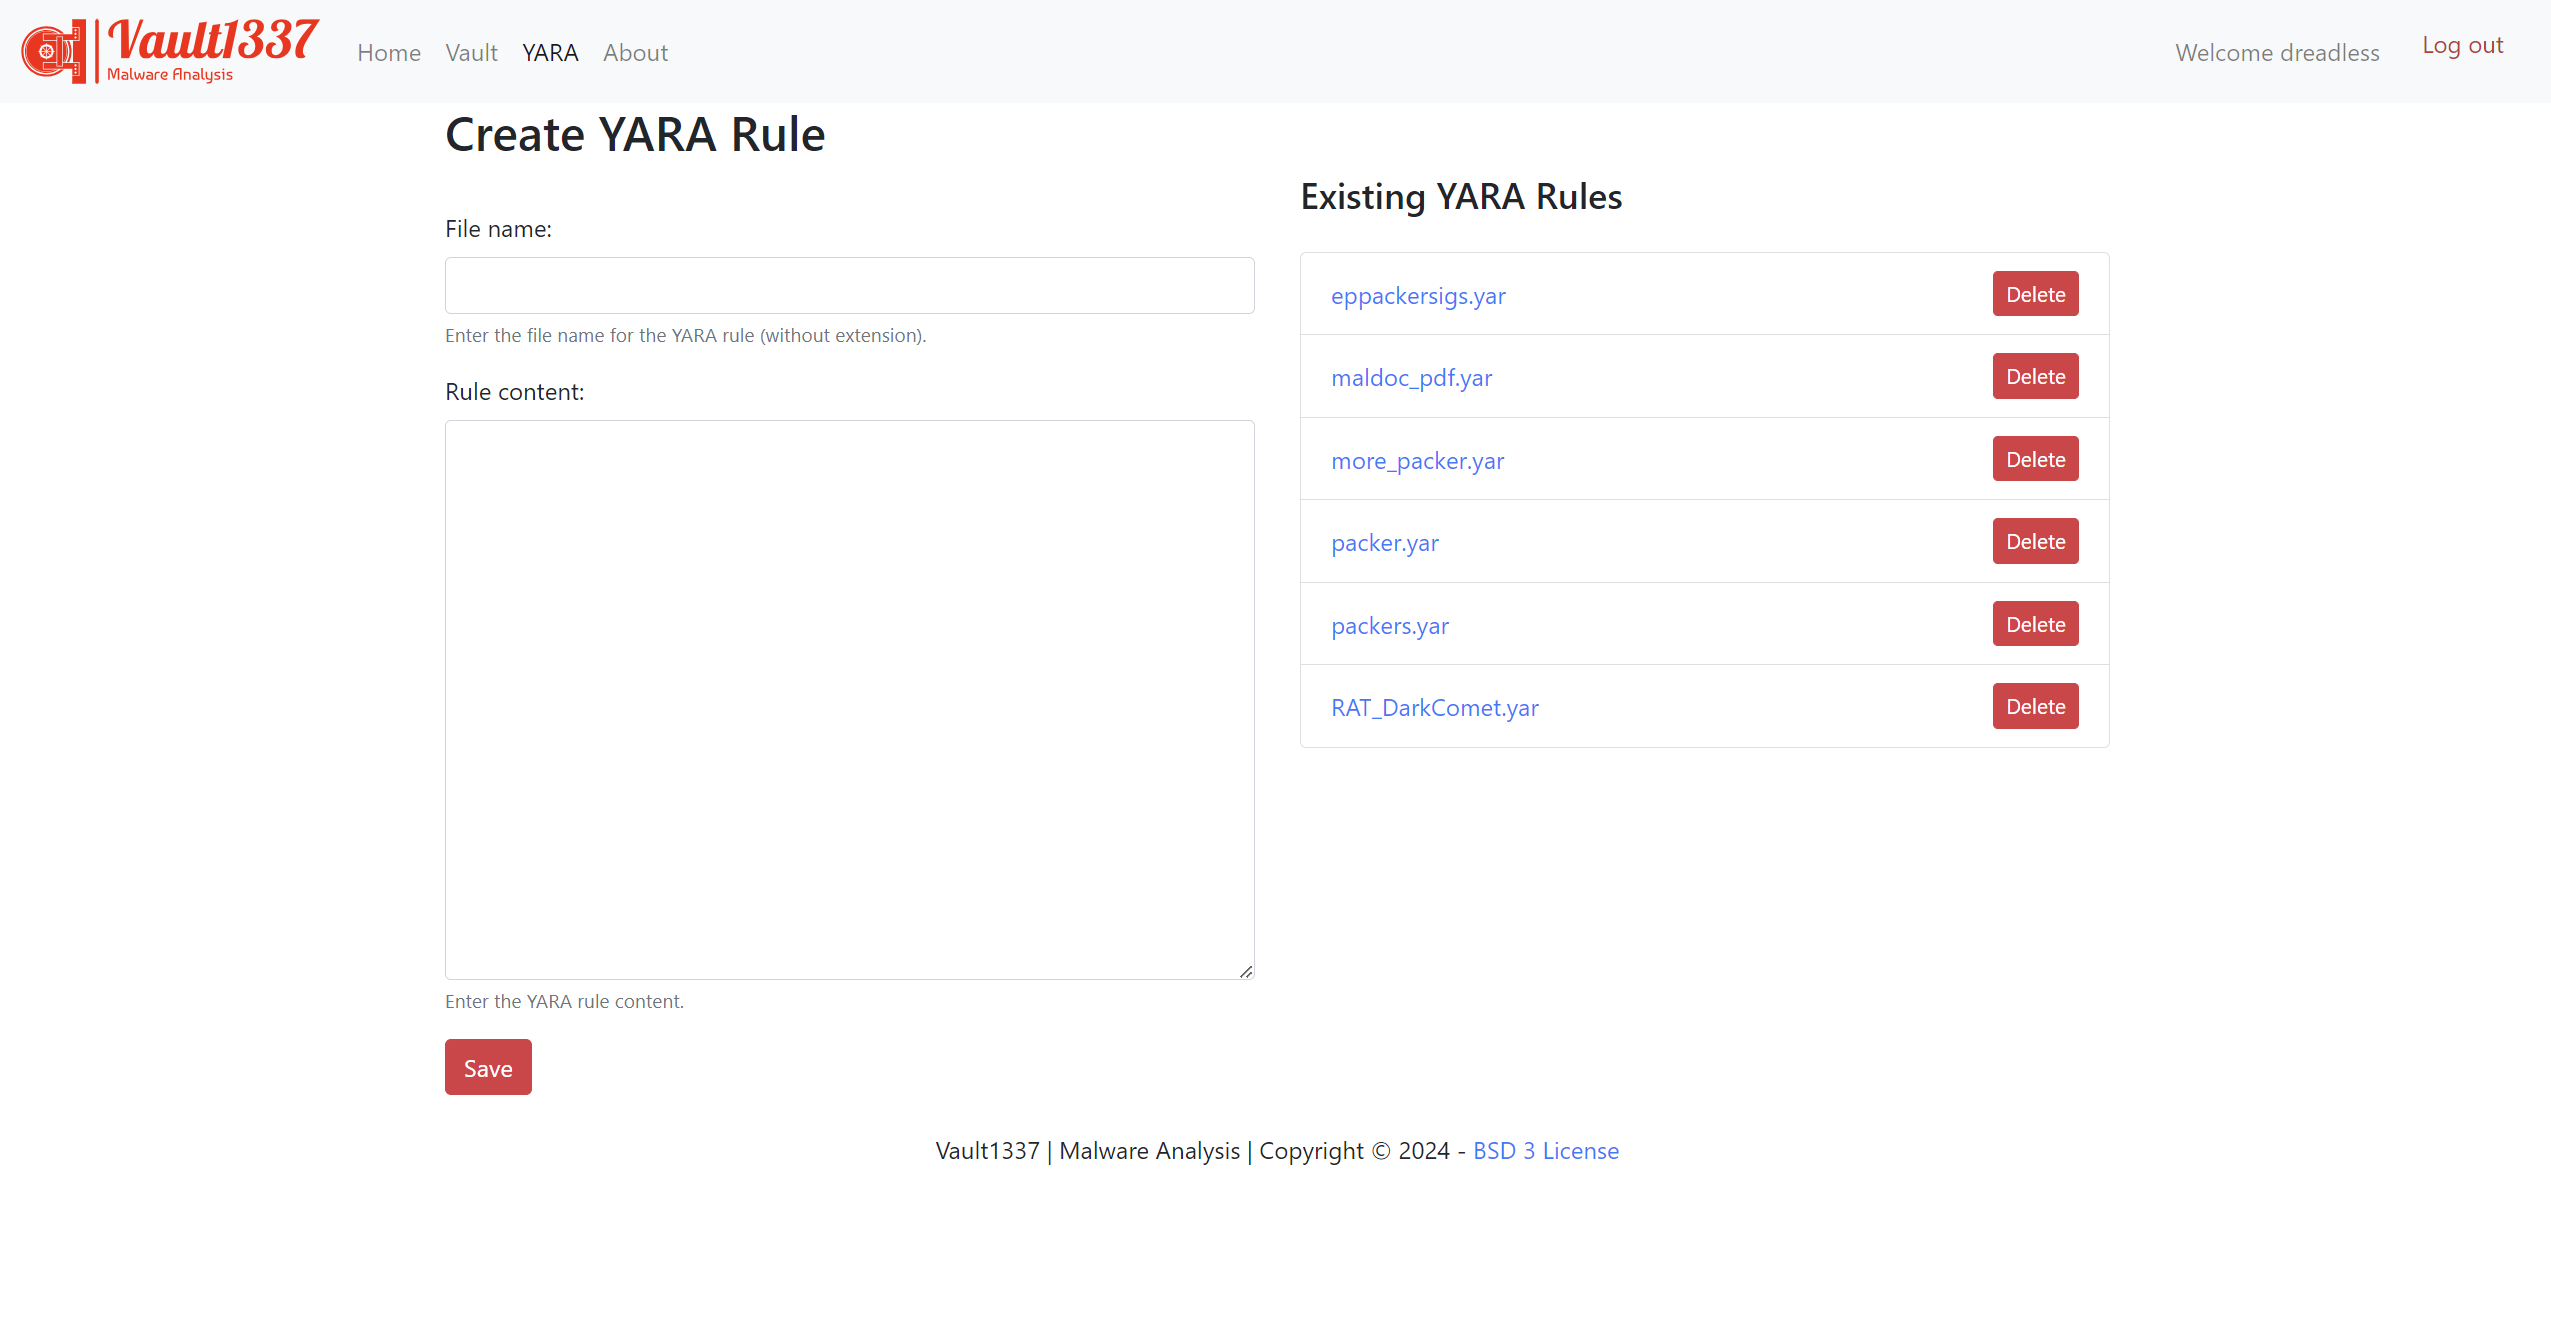 Vault1337
Malware Analysis
Home Vault YARA About
Welcome dreadless Log out
Create YARA Rule
File name:
Enter the file name for the YARA rule (without extension).
Rule content:
Enter the YARA rule content.
Save
Existing YARA Rules
eppackersigs.yar Delete
maldoc_pdf.yar Delete
more_packer.yar Delete
packer.yar Delete
packers.yar Delete
RAT_DarkComet.yar Delete
Vault1337 | Malware Analysis | Copyright © 2024 - BSD 3 License